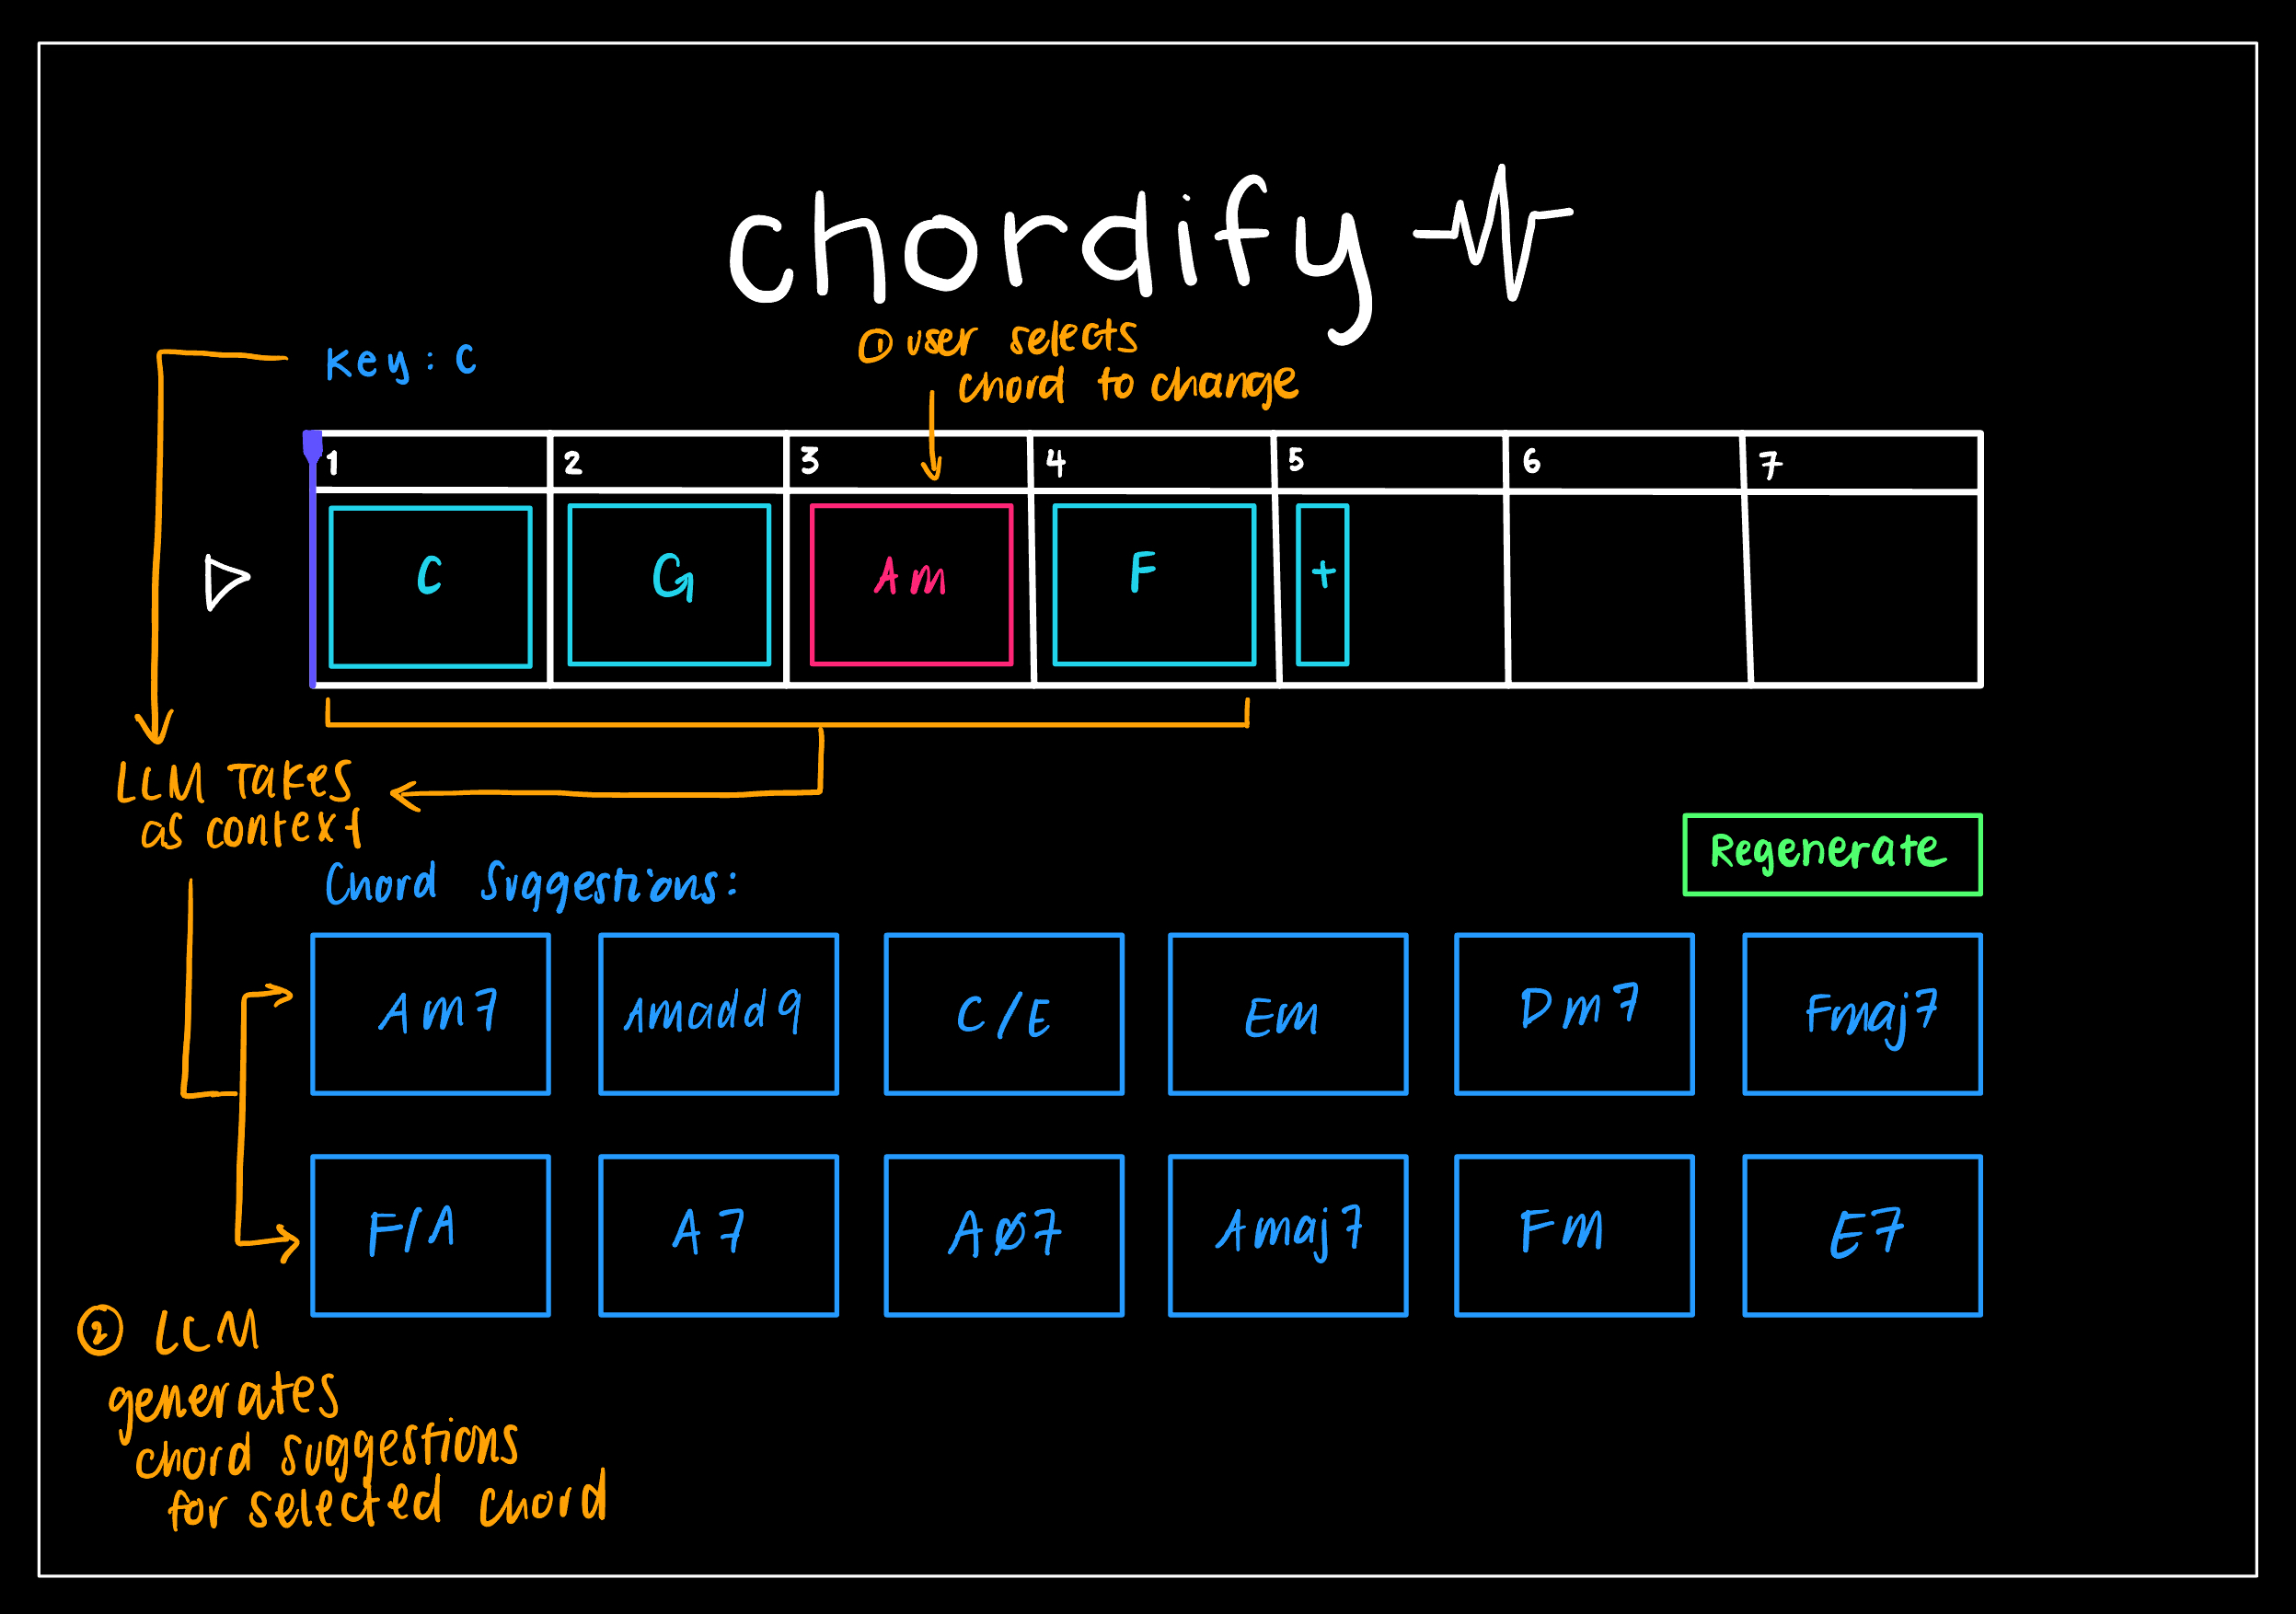 chordify
① user selects
chord to change
Key: C
1 2 3 4 5 6 7
C G Am F +
LLM Takes
as context
Regenerate
Chord Suggestions:
Am7 Amadd9 C/E Em Dm7 Fmaj7
F/A A7 Aø7 Amaj7 Fm E7
② LLM
generates
chord suggestions
for selected chord